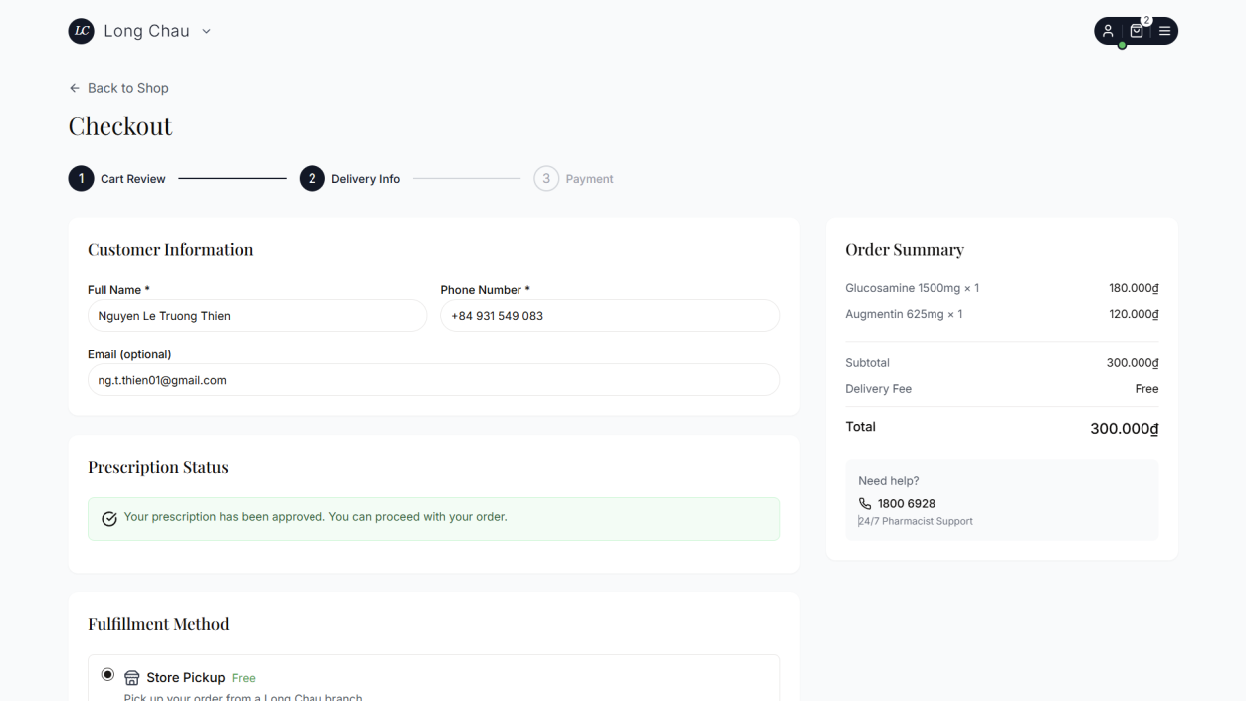 LC Long Chau
2
Back to Shop
Checkout
1 Cart Review 2 Delivery Info 3 Payment
Customer Information
Full Name * Phone Number *
Nguyen Le Truong Thien +84 931 549 083
Email (optional)
ng.t.thien01@gmail.com
Prescription Status
Your prescription has been approved. You can proceed with your order.
Fulfillment Method
Store Pickup Free
Pick up your order from a Long Chau branch
Order Summary
Glucosamine 1500mg × 1 180.000₫
Augmentin 625mg × 1 120.000₫
Subtotal 300.000₫
Delivery Fee Free
Total 300.000₫
Need help?
1800 6928
24/7 Pharmacist Support